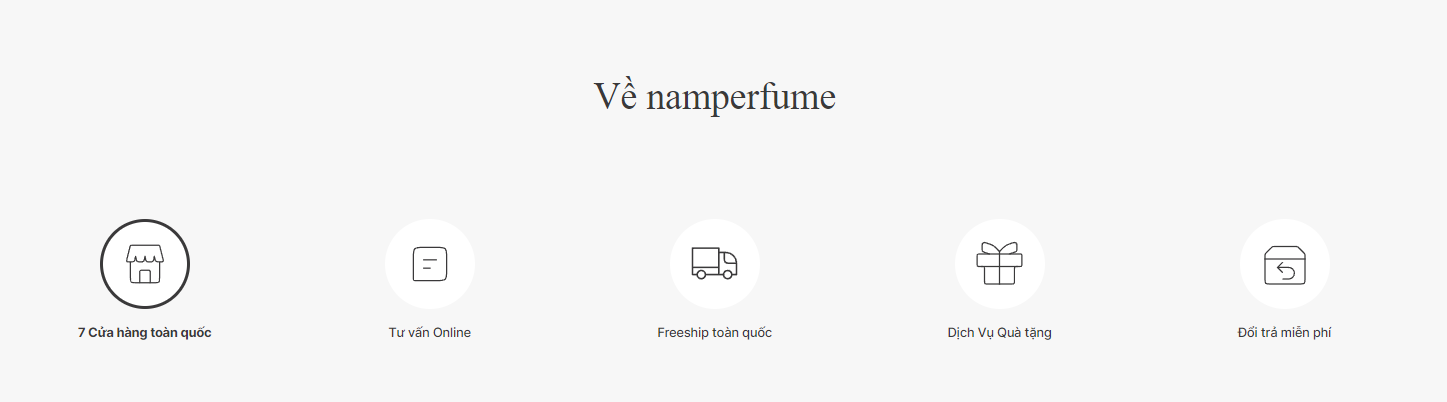 Về namperfume
7 Cửa hàng toàn quốc
Tư vấn Online
Freeship toàn quốc
Dịch Vụ Quà tặng
Đổi trả miễn phí